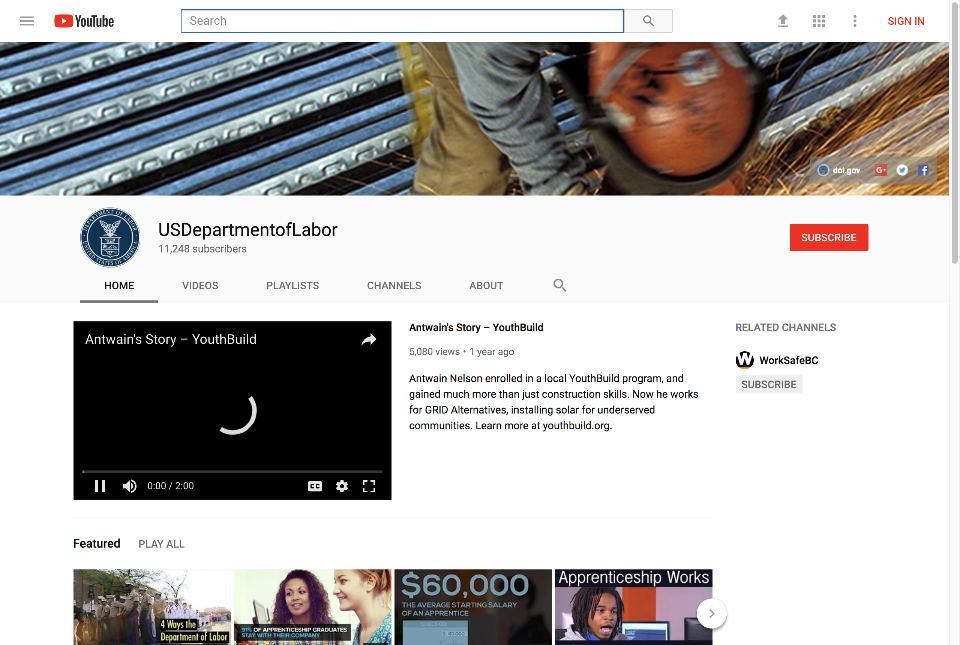 YouTube
Search
SIGN IN
dol.gov
G+
USDepartmentofLabor
11,248 subscribers
SUBSCRIBE
HOME VIDEOS PLAYLISTS CHANNELS ABOUT
Antwain's Story – YouthBuild
0:00 / 2:00
CC
Antwain's Story – YouthBuild
5,080 views • 1 year ago
Antwain Nelson enrolled in a local YouthBuild program, and
gained much more than just construction skills. Now he works
for GRID Alternatives, installing solar for underserved
communities. Learn more at youthbuild.org.
RELATED CHANNELS
WorkSafeBC
SUBSCRIBE
Featured PLAY ALL
4 Ways the
Department of Labor
91% OF APPRENTICESHIP GRADUATES
STAY WITH THEIR COMPANY
$60,000
THE AVERAGE STARTING SALARY
OF AN APPRENTICE
Apprenticeship Works